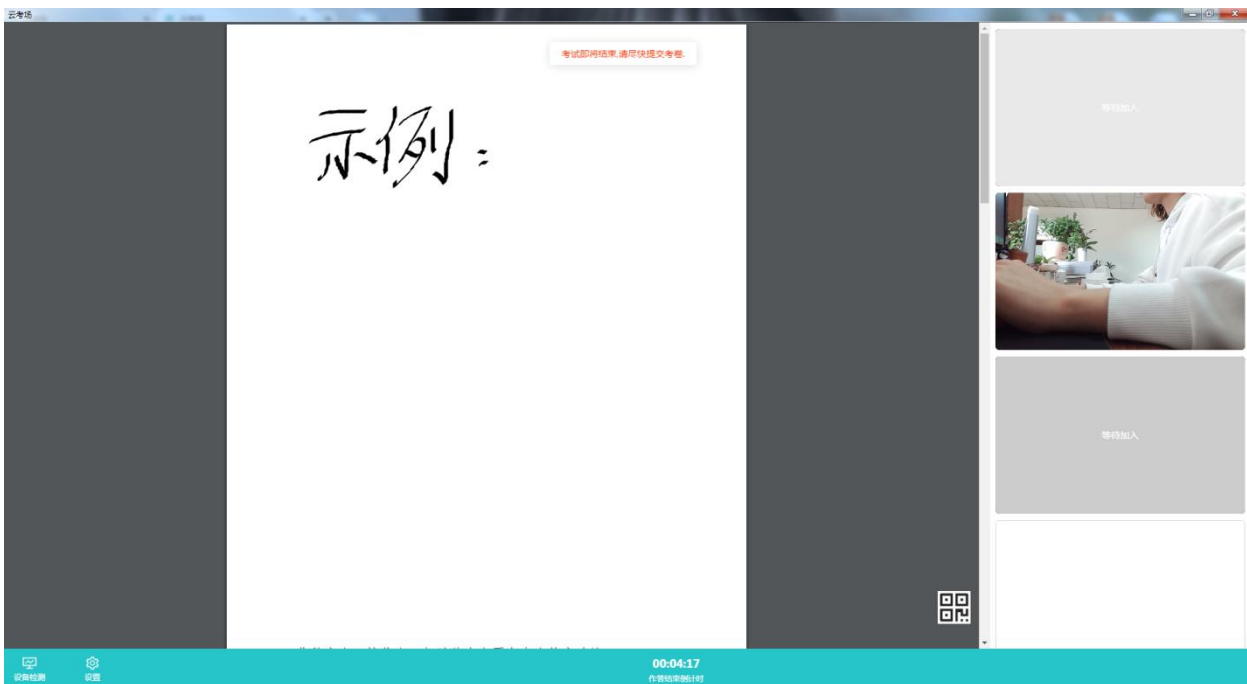 云考场
考试即将结束,请尽快提交考卷.
示例:
等待加入
等待加入
设备检测
设置
00:04:17
作答结束倒计时